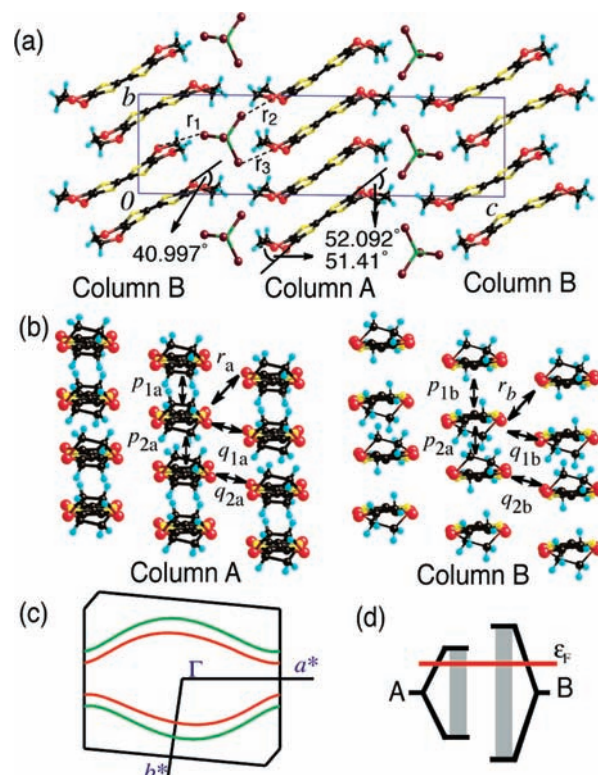 (a)
b
r1
r2
r3
0
c
40.997°
52.092°
51.41°
Column B
Column A
Column B
(b)
p1a
ra
p2a
q1a
q2a
p1b
rb
p2a
q1b
q2b
Column A
Column B
(c)
Γ
a*
b*
(d)
A
εF
B